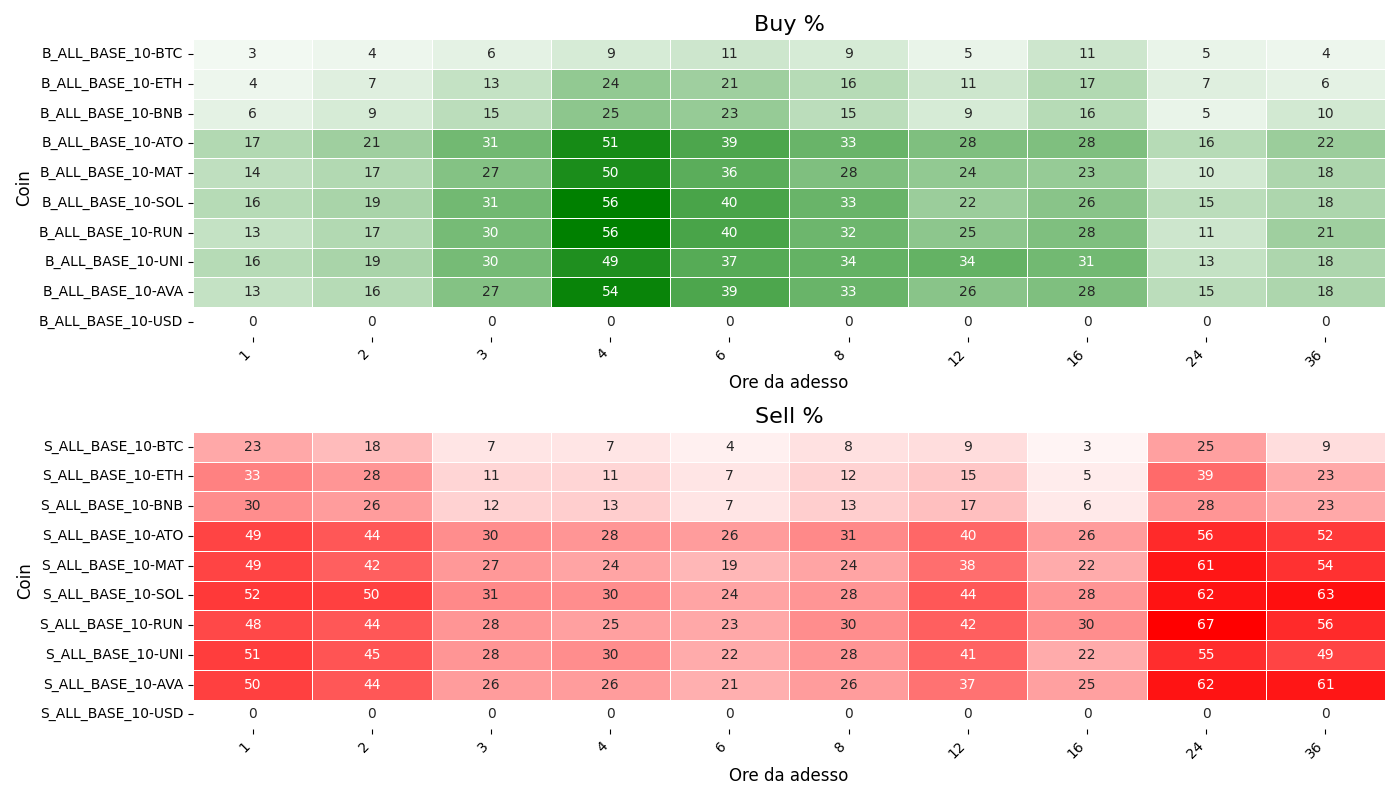 Buy %
Coin
B_ALL_BASE_10-BTC 3 4 6 9 11 9 5 11 5 4
B_ALL_BASE_10-ETH 4 7 13 24 21 16 11 17 7 6
B_ALL_BASE_10-BNB 6 9 15 25 23 15 9 16 5 10
B_ALL_BASE_10-ATO 17 21 31 51 39 33 28 28 16 22
B_ALL_BASE_10-MAT 14 17 27 50 36 28 24 23 10 18
B_ALL_BASE_10-SOL 16 19 31 56 40 33 22 26 15 18
B_ALL_BASE_10-RUN 13 17 30 56 40 32 25 28 11 21
B_ALL_BASE_10-UNI 16 19 30 49 37 34 34 31 13 18
B_ALL_BASE_10-AVA 13 16 27 54 39 33 26 28 15 18
B_ALL_BASE_10-USD 0 0 0 0 0 0 0 0 0 0
1 2 3 4 6 8 12 16 24 36
Ore da adesso
Sell %
Coin
S_ALL_BASE_10-BTC 23 18 7 7 4 8 9 3 25 9
S_ALL_BASE_10-ETH 33 28 11 11 7 12 15 5 39 23
S_ALL_BASE_10-BNB 30 26 12 13 7 13 17 6 28 23
S_ALL_BASE_10-ATO 49 44 30 28 26 31 40 26 56 52
S_ALL_BASE_10-MAT 49 42 27 24 19 24 38 22 61 54
S_ALL_BASE_10-SOL 52 50 31 30 24 28 44 28 62 63
S_ALL_BASE_10-RUN 48 44 28 25 23 30 42 30 67 56
S_ALL_BASE_10-UNI 51 45 28 30 22 28 41 22 55 49
S_ALL_BASE_10-AVA 50 44 26 26 21 26 37 25 62 61
S_ALL_BASE_10-USD 0 0 0 0 0 0 0 0 0 0
1 2 3 4 6 8 12 16 24 36
Ore da adesso